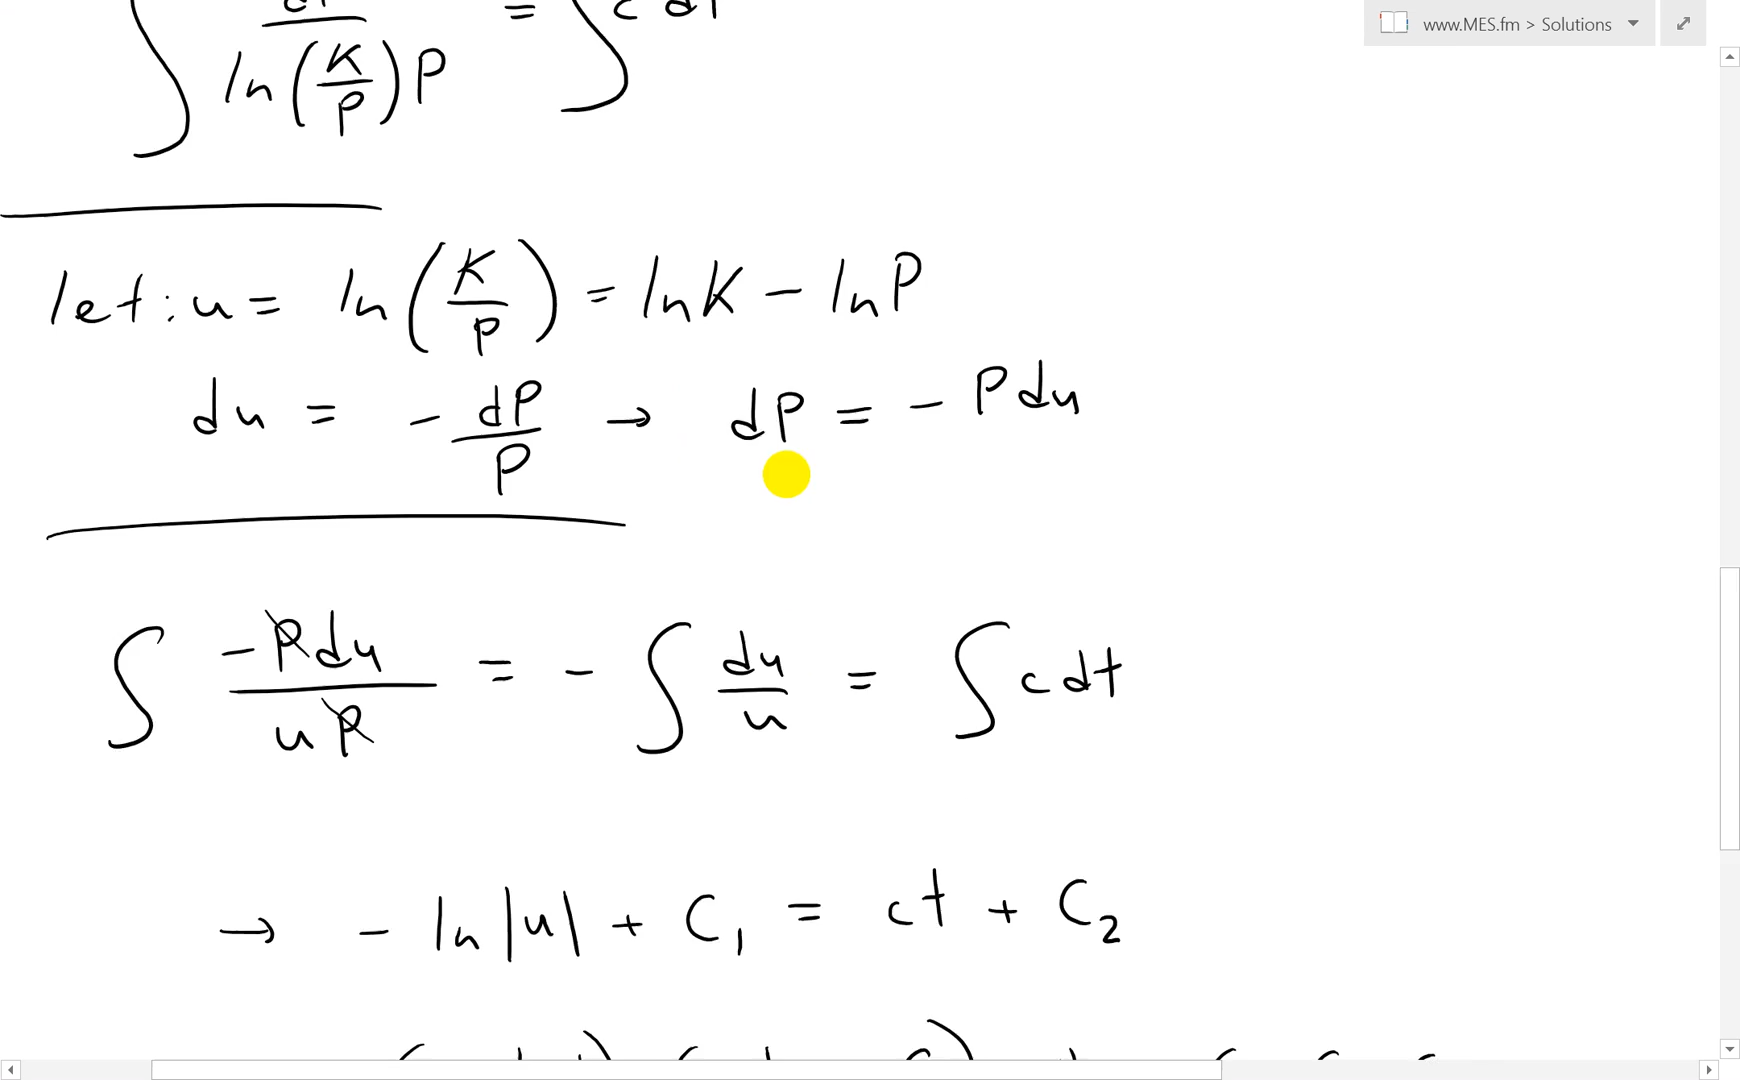 www.MES.fm > Solutions
∫ / ln(K/P)P = ∫ c dt
let: u = ln(K/P) = lnK − lnP
du = − dP/P → dP = − P du
∫ −P du / uP = − ∫ du/u = ∫ c dt
→ − ln|u| + C₁ = ct + C₂